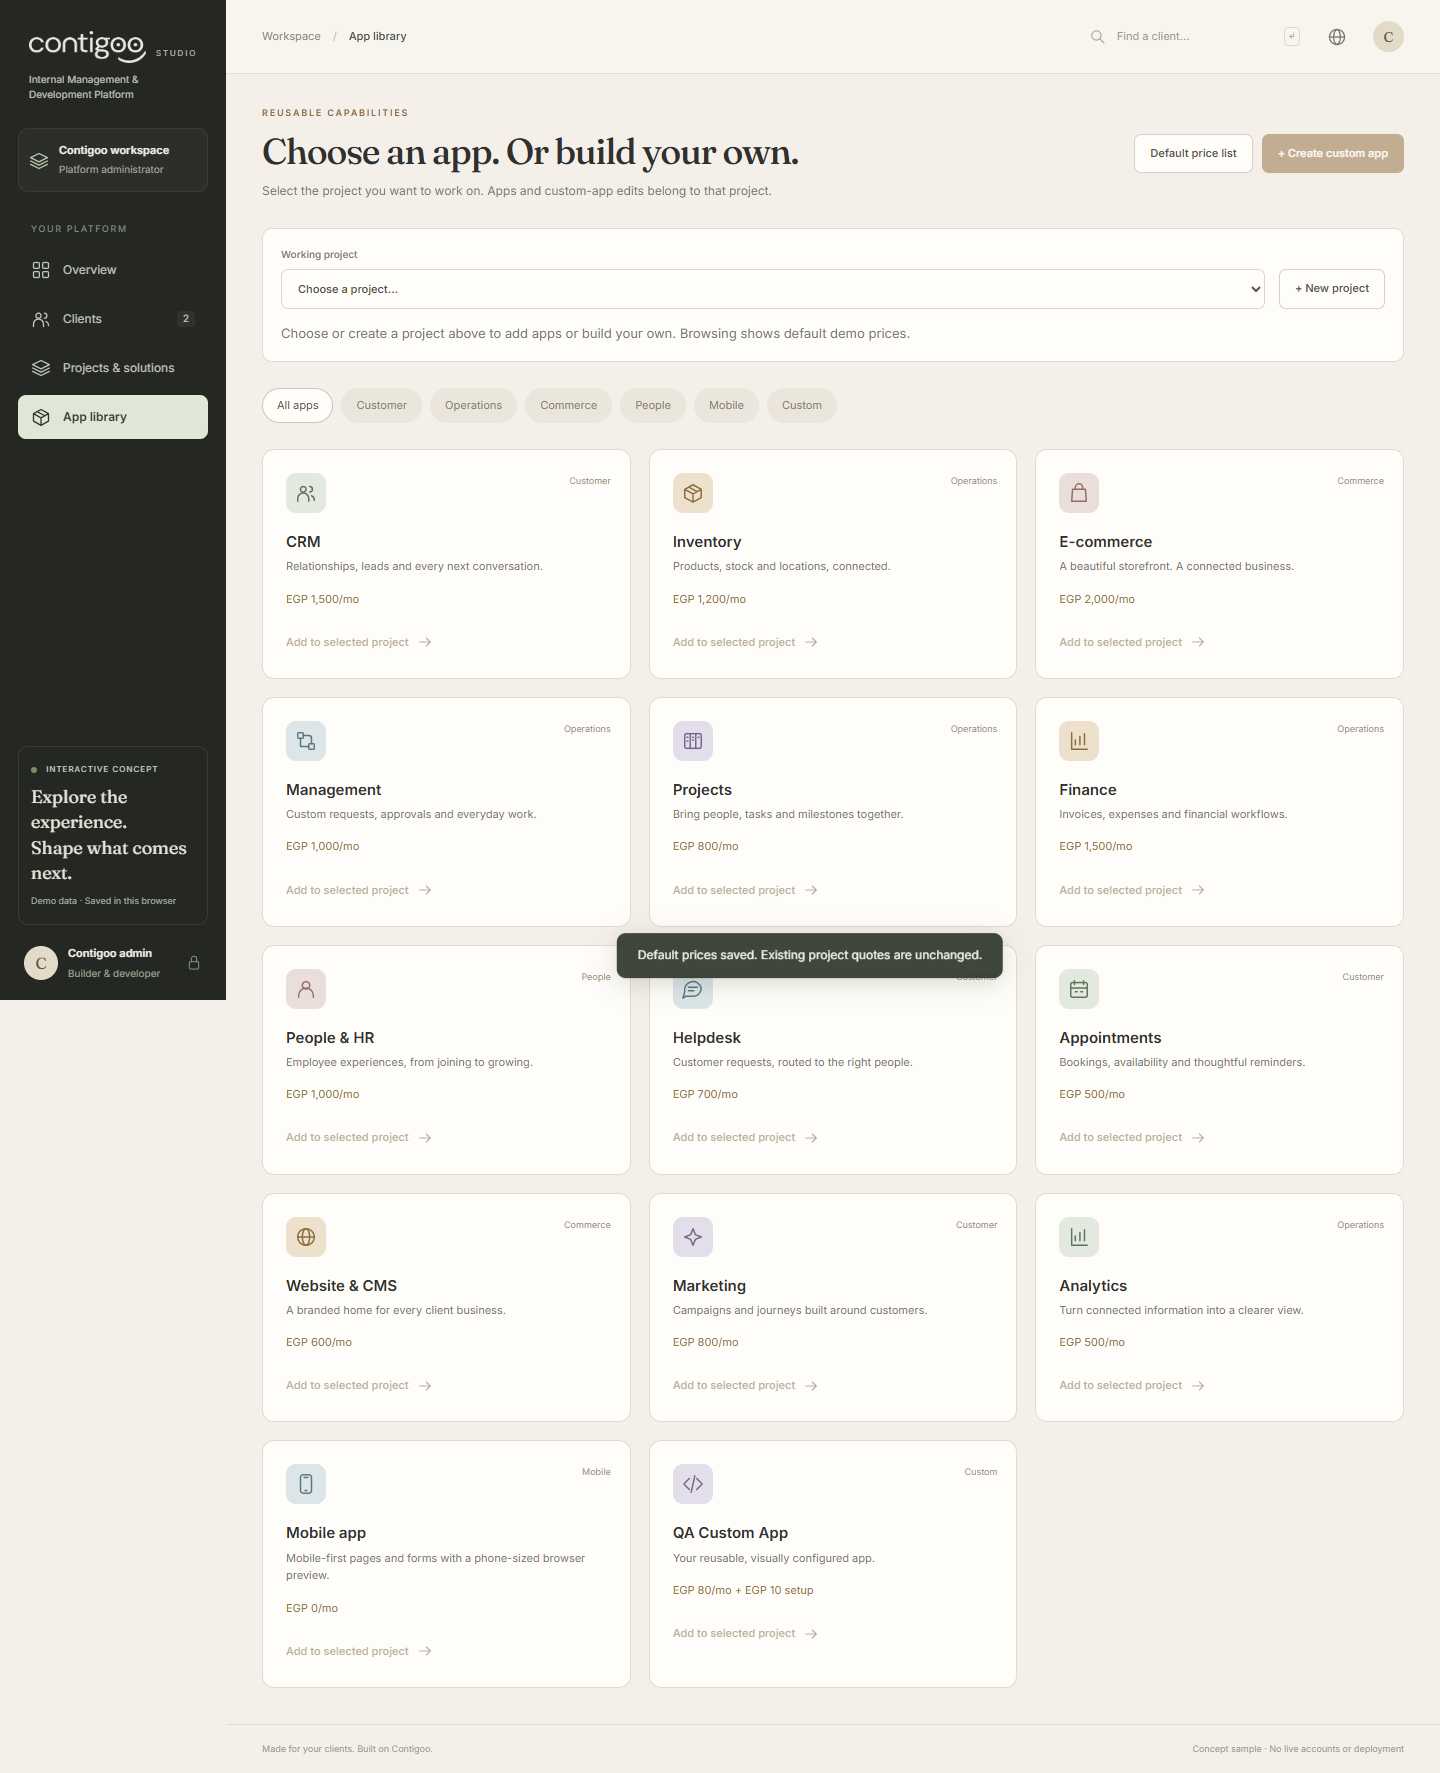 contigoo STUDIO
Internal Management &
Development Platform
Contigoo workspace
Platform administrator
YOUR PLATFORM
Overview
Clients 2
Projects & solutions
App library
INTERACTIVE CONCEPT
Explore the
experience.
Shape what comes
next.
Demo data · Saved in this browser
C
Contigoo admin
Builder & developer
Workspace / App library
Find a client...
C
REUSABLE CAPABILITIES
Choose an app. Or build your own.
Select the project you want to work on. Apps and custom-app edits belong to that project.
Default price list
+ Create custom app
Working project
Choose a project...
+ New project
Choose or create a project above to add apps or build your own. Browsing shows default demo prices.
All apps
Customer
Operations
Commerce
People
Mobile
Custom
Customer
CRM
Relationships, leads and every next conversation.
EGP 1,500/mo
Add to selected project
Operations
Inventory
Products, stock and locations, connected.
EGP 1,200/mo
Add to selected project
Commerce
E-commerce
A beautiful storefront. A connected business.
EGP 2,000/mo
Add to selected project
Operations
Management
Custom requests, approvals and everyday work.
EGP 1,000/mo
Add to selected project
Operations
Projects
Bring people, tasks and milestones together.
EGP 800/mo
Add to selected project
Operations
Finance
Invoices, expenses and financial workflows.
EGP 1,500/mo
Add to selected project
Default prices saved. Existing project quotes are unchanged.
People
People & HR
Employee experiences, from joining to growing.
EGP 1,000/mo
Add to selected project
Customer
Helpdesk
Customer requests, routed to the right people.
EGP 700/mo
Add to selected project
Customer
Appointments
Bookings, availability and thoughtful reminders.
EGP 500/mo
Add to selected project
Commerce
Website & CMS
A branded home for every client business.
EGP 600/mo
Add to selected project
Customer
Marketing
Campaigns and journeys built around customers.
EGP 800/mo
Add to selected project
Operations
Analytics
Turn connected information into a clearer view.
EGP 500/mo
Add to selected project
Mobile
Mobile app
Mobile-first pages and forms with a phone-sized browser
preview.
EGP 0/mo
Add to selected project
Custom
QA Custom App
Your reusable, visually configured app.
EGP 80/mo + EGP 10 setup
Add to selected project
Made for your clients. Built on Contigoo.
Concept sample · No live accounts or deployment